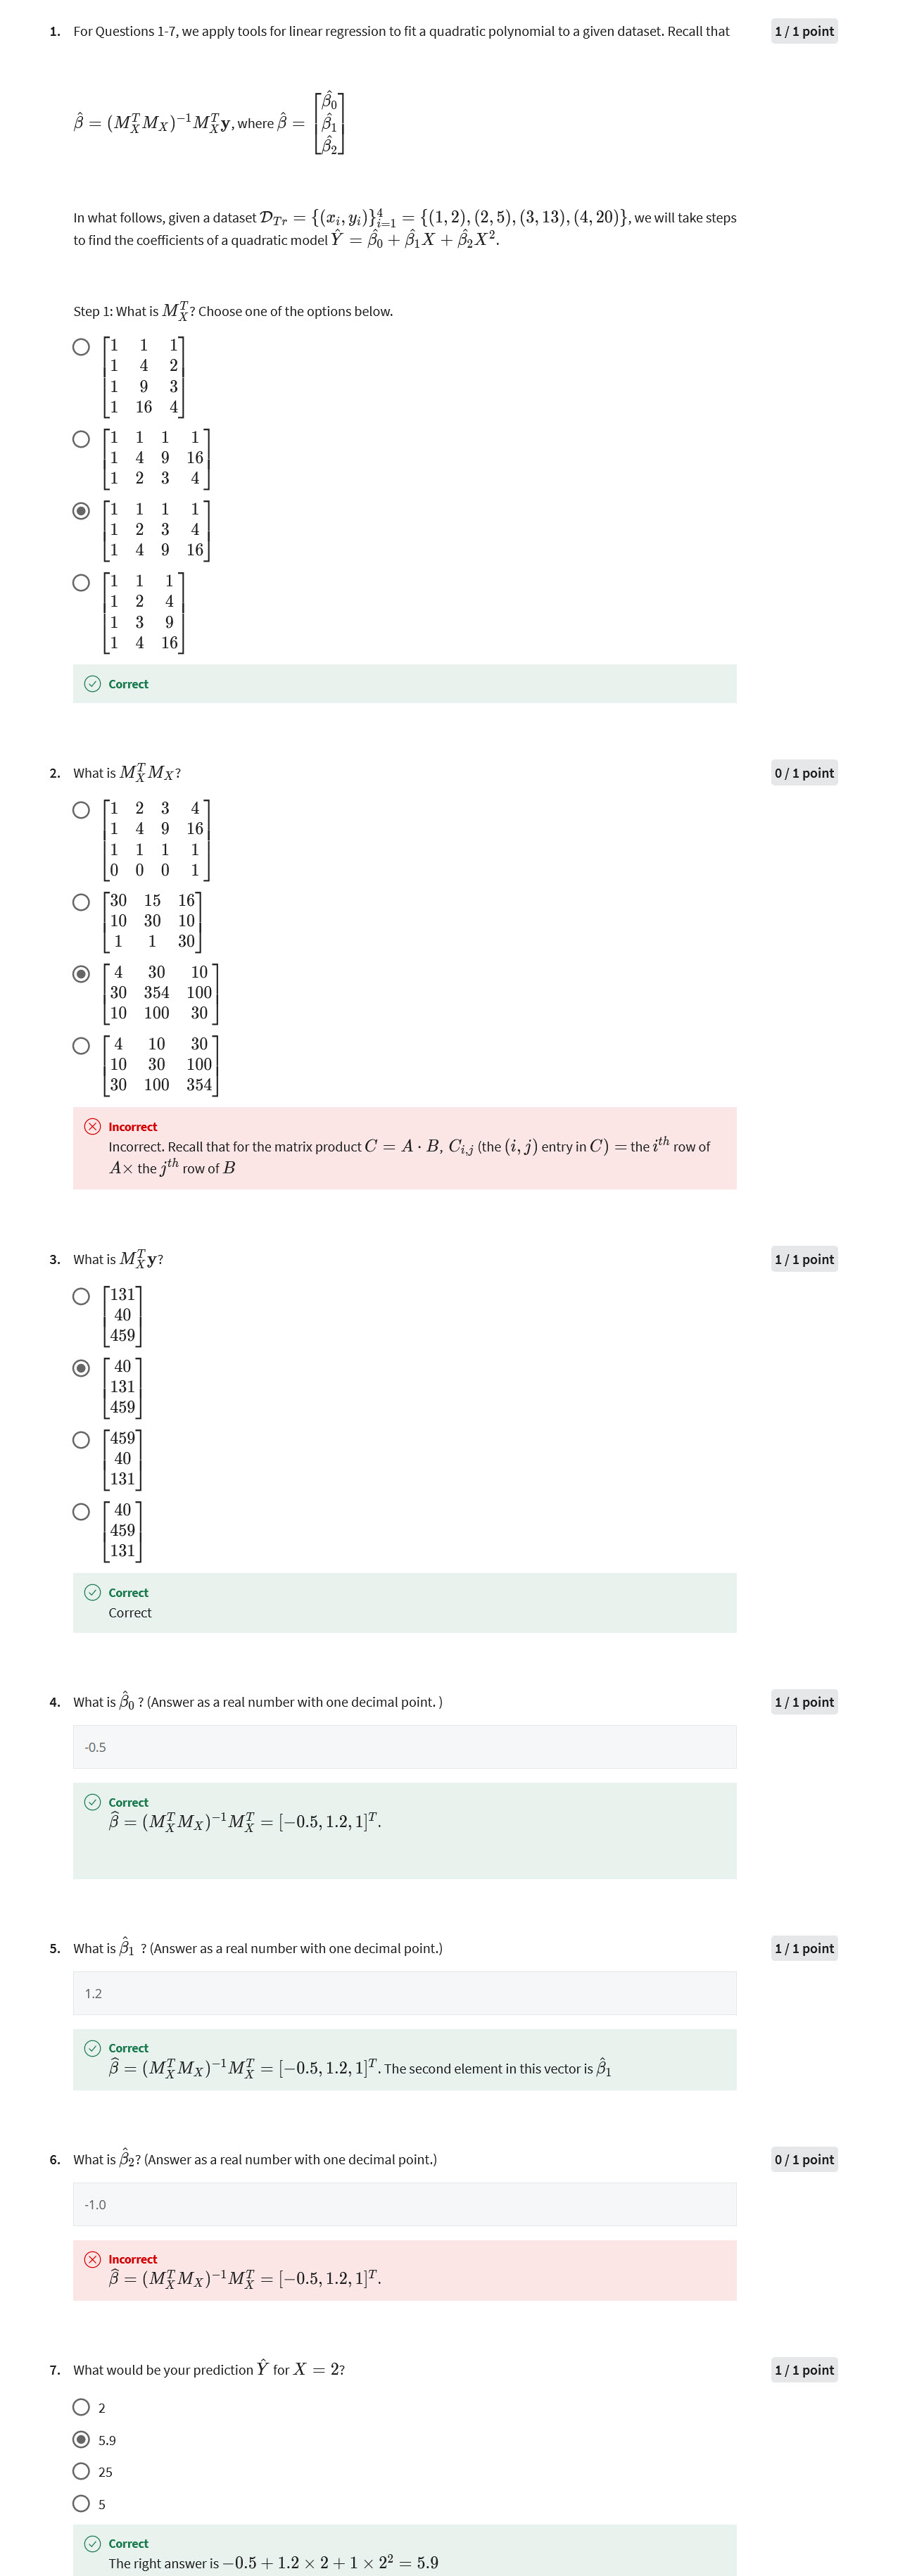 1. For Questions 1-7, we apply tools for linear regression to fit a quadratic polynomial to a given dataset. Recall that
1 / 1 point
$\hat{\beta} = (M_X^T M_X)^{-1} M_X^T \mathbf{y}$, where $\hat{\beta} = \begin{bmatrix} \hat{\beta}_0 \\ \hat{\beta}_1 \\ \hat{\beta}_2 \end{bmatrix}$
In what follows, given a dataset $\mathcal{D}_{Tr} = \{(x_i, y_i)\}_{i=1}^4 = \{(1, 2), (2, 5), (3, 13), (4, 20)\}$, we will take steps
to find the coefficients of a quadratic model $\hat{Y} = \hat{\beta}_0 + \hat{\beta}_1 X + \hat{\beta}_2 X^2$.
Step 1: What is $M_X^T$? Choose one of the options below.
$\begin{bmatrix} 1 & 1 & 1 \\ 1 & 4 & 2 \\ 1 & 9 & 3 \\ 1 & 16 & 4 \end{bmatrix}$
$\begin{bmatrix} 1 & 1 & 1 & 1 \\ 1 & 4 & 9 & 16 \\ 1 & 2 & 3 & 4 \end{bmatrix}$
$\begin{bmatrix} 1 & 1 & 1 & 1 \\ 1 & 2 & 3 & 4 \\ 1 & 4 & 9 & 16 \end{bmatrix}$
$\begin{bmatrix} 1 & 1 & 1 \\ 1 & 2 & 4 \\ 1 & 3 & 9 \\ 1 & 4 & 16 \end{bmatrix}$
Correct
2. What is $M_X^T M_X$?
0 / 1 point
$\begin{bmatrix} 1 & 2 & 3 & 4 \\ 1 & 4 & 9 & 16 \\ 1 & 1 & 1 & 1 \\ 0 & 0 & 0 & 1 \end{bmatrix}$
$\begin{bmatrix} 30 & 15 & 16 \\ 10 & 30 & 10 \\ 1 & 1 & 30 \end{bmatrix}$
$\begin{bmatrix} 4 & 30 & 10 \\ 30 & 354 & 100 \\ 10 & 100 & 30 \end{bmatrix}$
$\begin{bmatrix} 4 & 10 & 30 \\ 10 & 30 & 100 \\ 30 & 100 & 354 \end{bmatrix}$
Incorrect
Incorrect. Recall that for the matrix product $C = A \cdot B$, $C_{i,j}$ (the $(i, j)$ entry in $C) =$ the $i^{th}$ row of
$A \times$ the $j^{th}$ row of $B$
3. What is $M_X^T \mathbf{y}$?
1 / 1 point
$\begin{bmatrix} 131 \\ 40 \\ 459 \end{bmatrix}$
$\begin{bmatrix} 40 \\ 131 \\ 459 \end{bmatrix}$
$\begin{bmatrix} 459 \\ 40 \\ 131 \end{bmatrix}$
$\begin{bmatrix} 40 \\ 459 \\ 131 \end{bmatrix}$
Correct
Correct
4. What is $\hat{\beta}_0$ ? (Answer as a real number with one decimal point. )
1 / 1 point
-0.5
Correct
$\hat{\beta} = (M_X^T M_X)^{-1} M_X^T = [-0.5, 1.2, 1]^T$.
5. What is $\hat{\beta}_1$ ? (Answer as a real number with one decimal point.)
1 / 1 point
1.2
Correct
$\hat{\beta} = (M_X^T M_X)^{-1} M_X^T = [-0.5, 1.2, 1]^T$. The second element in this vector is $\hat{\beta}_1$
6. What is $\hat{\beta}_2$? (Answer as a real number with one decimal point.)
0 / 1 point
-1.0
Incorrect
$\hat{\beta} = (M_X^T M_X)^{-1} M_X^T = [-0.5, 1.2, 1]^T$.
7. What would be your prediction $\hat{Y}$ for $X = 2$?
1 / 1 point
2
5.9
25
5
Correct
The right answer is $-0.5 + 1.2 \times 2 + 1 \times 2^2 = 5.9$